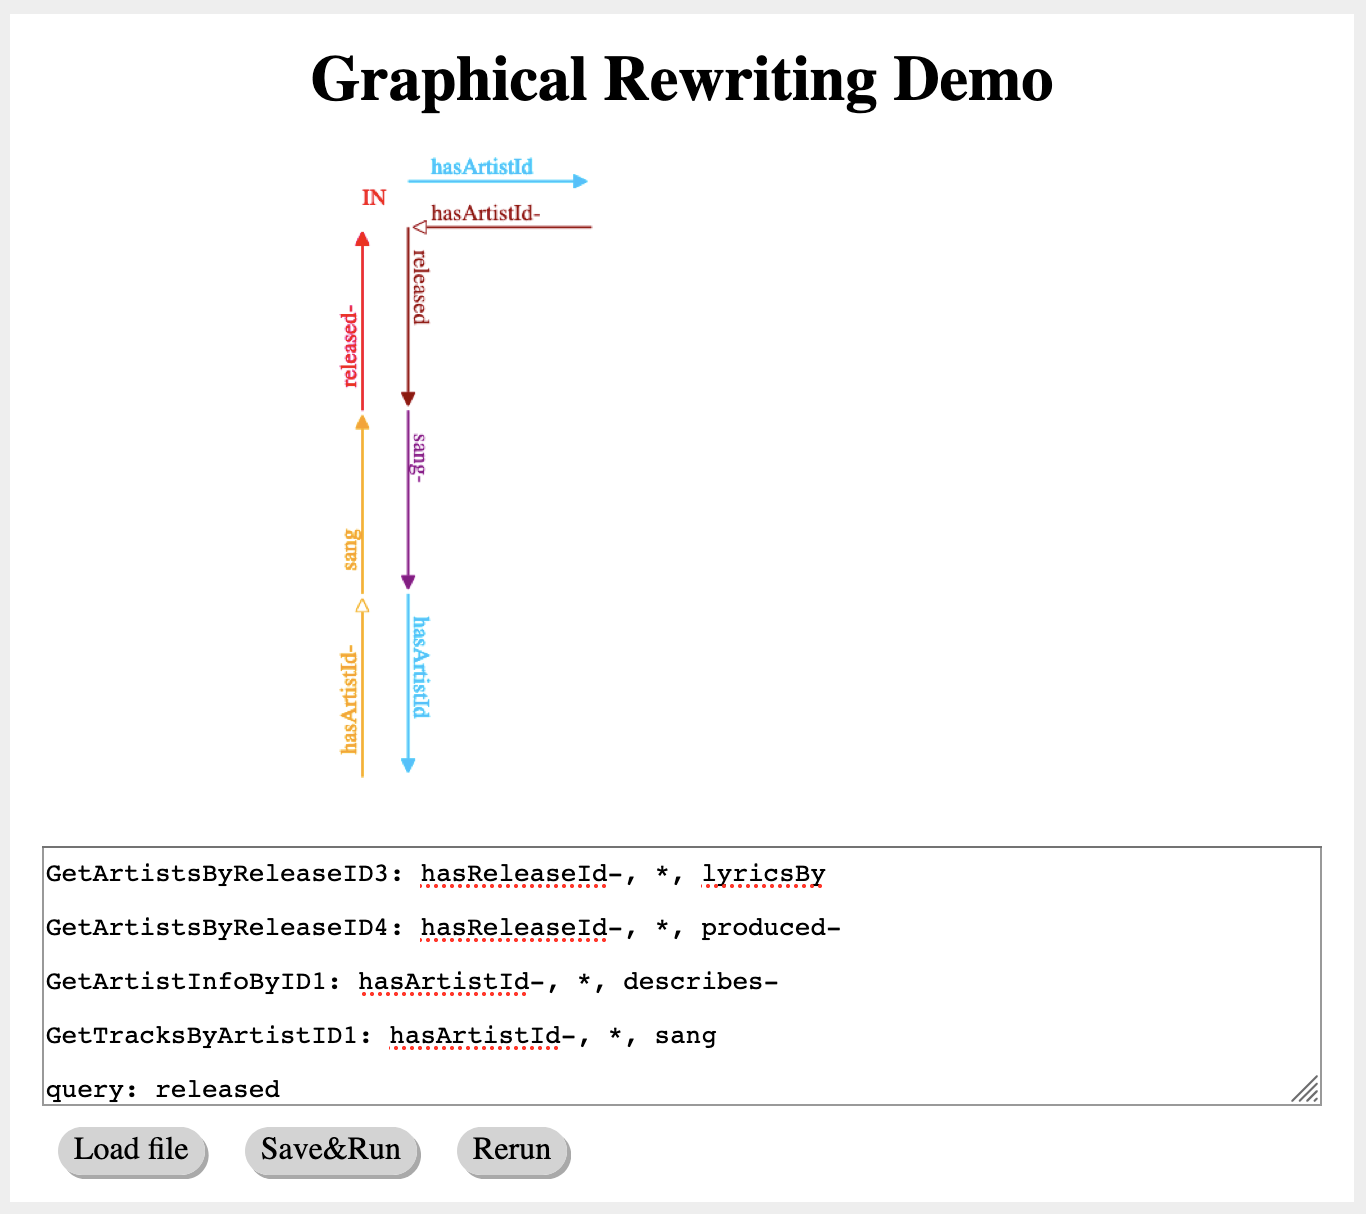 Graphical Rewriting Demo
hasArtistId
IN
hasArtistId-
released
released-
sang-
sang
hasArtistId
hasArtistId-
GetArtistsByReleaseID3: hasReleaseId-, *, lyricsBy
GetArtistsByReleaseID4: hasReleaseId-, *, produced-
GetArtistInfoByID1: hasArtistId-, *, describes-
GetTracksByArtistID1: hasArtistId-, *, sang
query: released
Load file
Save&Run
Rerun